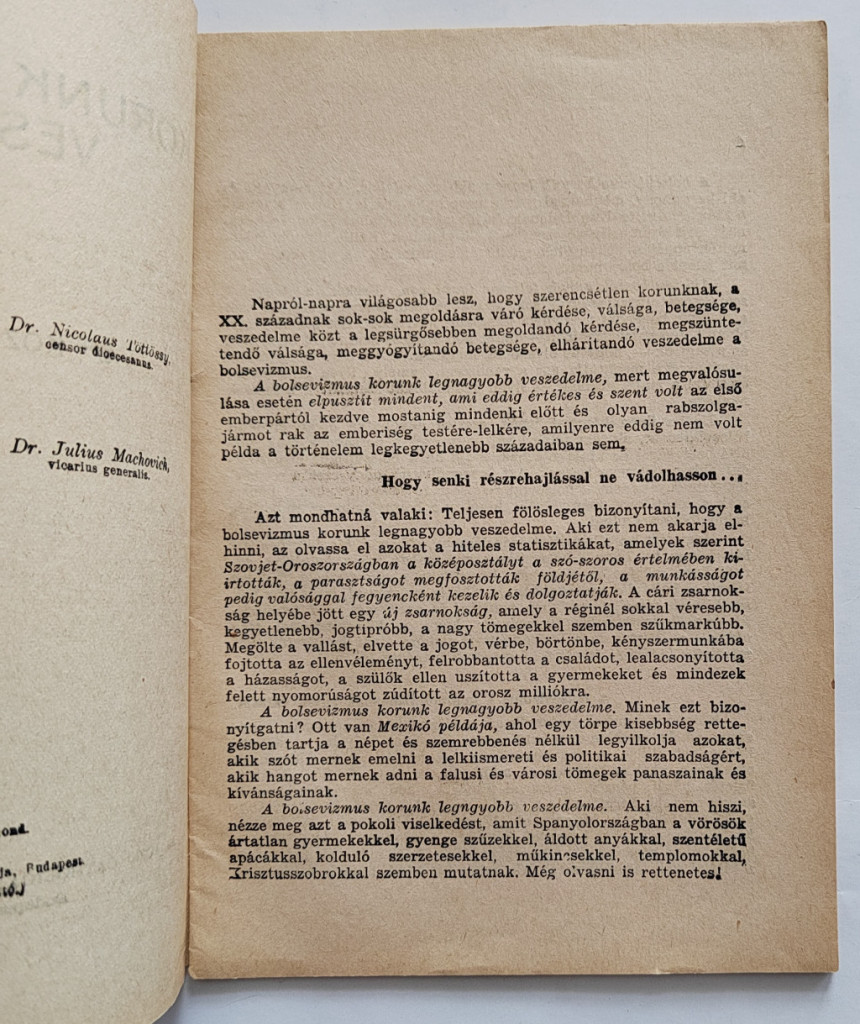 Dr. Nicolaus Töttössy,
censor dioecesanus.
Dr. Julius Machovich,
vicarius generalis.
ja, Budapest
Napról-napra világosabb lesz, hogy szerencsétlen korunknak, a
XX. századnak sok-sok megoldásra váró kérdése, válsága, betegsége,
veszedelme közt a legsürgősebben megoldandó kérdése, megszünte-
tendő válsága, meggyógyítandó betegsége, elhárítandó veszedelme a
bolsevizmus.
A bolsevizmus korunk legnagyobb veszedelme, mert megvalósu-
lása esetén elpusztít mindent, ami eddig értékes és szent volt az első
emberpártól kezdve mostanig mindenki előtt és olyan rabszolga-
jármot rak az emberiség testére-lelkére, amilyenre eddig nem volt
példa a történelem legkegyetlenebb századaiban sem.
Hogy senki részrehajlással ne vádolhasson...
Azt mondhatná valaki: Teljesen fölösleges bizonyítani, hogy a
bolsevizmus korunk legnagyobb veszedelme. Aki ezt nem akarja el-
hinni, az olvassa el azokat a hiteles statisztikákat, amelyek szerint
Szovjet-Oroszországban a középosztályt a szó-szoros értelmében ki-
irtották, a parasztságot megfosztották földjétől, a munkásságot
pedig valósággal fegyencként kezelik és dolgoztatják. A cári zsarnok-
ság helyébe jött egy új zsarnokság, amely a réginél sokkal véresebb,
kegyetlenebb, jogtipróbb, a nagy tömegekkel szemben szűkmarkúbb.
Megölte a vallást, elvette a jogot, vérbe, börtönbe, kényszermunkába
fojtotta az ellenvéleményt, felrobbantotta a családot, lealacsonyította
a házasságot, a szülők ellen uszította a gyermekeket és mindezek
felett nyomorúságot zúdított az orosz milliókra.
A bolsevizmus korunk legnagyobb veszedelme. Minek ezt bizo-
nyítgatni? Ott van Mexikó példája, ahol egy törpe kisebbség rette-
gésben tartja a népet és szemrebbenés nélkül legyilkolja azokat,
akik szót mernek emelni a lelkiismereti és politikai szabadságért,
akik hangot mernek adni a falusi és városi tömegek panaszainak és
kívánságainak.
A bolsevizmus korunk legngyobb veszedelme. Aki nem hiszi,
nézze meg azt a pokoli viselkedést, amit Spanyolországban a vörösök
ártatlan gyermekekkel, gyenge szűzekkel, áldott anyákkal, szentéletű
apácákkal, kolduló szerzetesekkel, műkincsekkel, templomokkal,
Krisztusszobrokkal szemben mutatnak. Még olvasni is rettenetes!